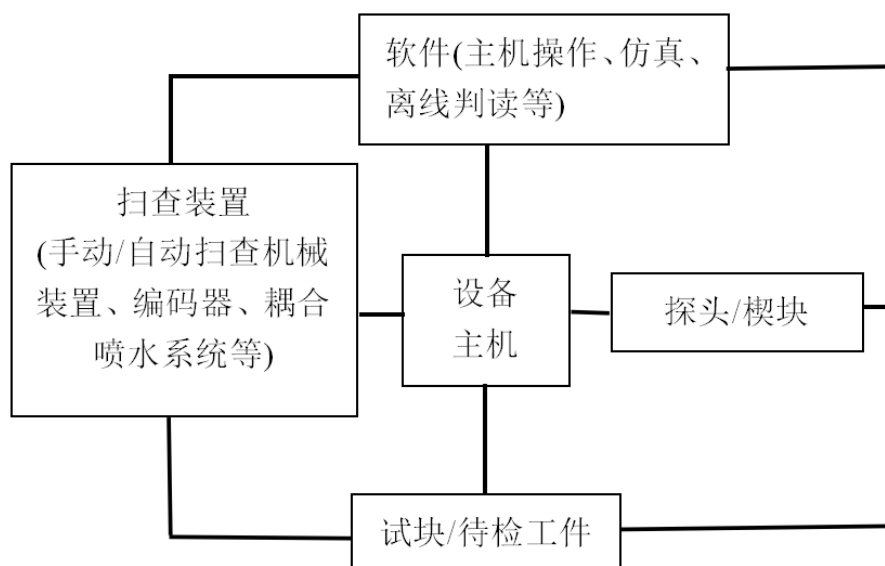 软件(主机操作、仿真、
离线判读等)
扫查装置
(手动/自动扫查机械
装置、编码器、耦合
喷水系统等)
设备
主机
探头/楔块
试块/待检工件